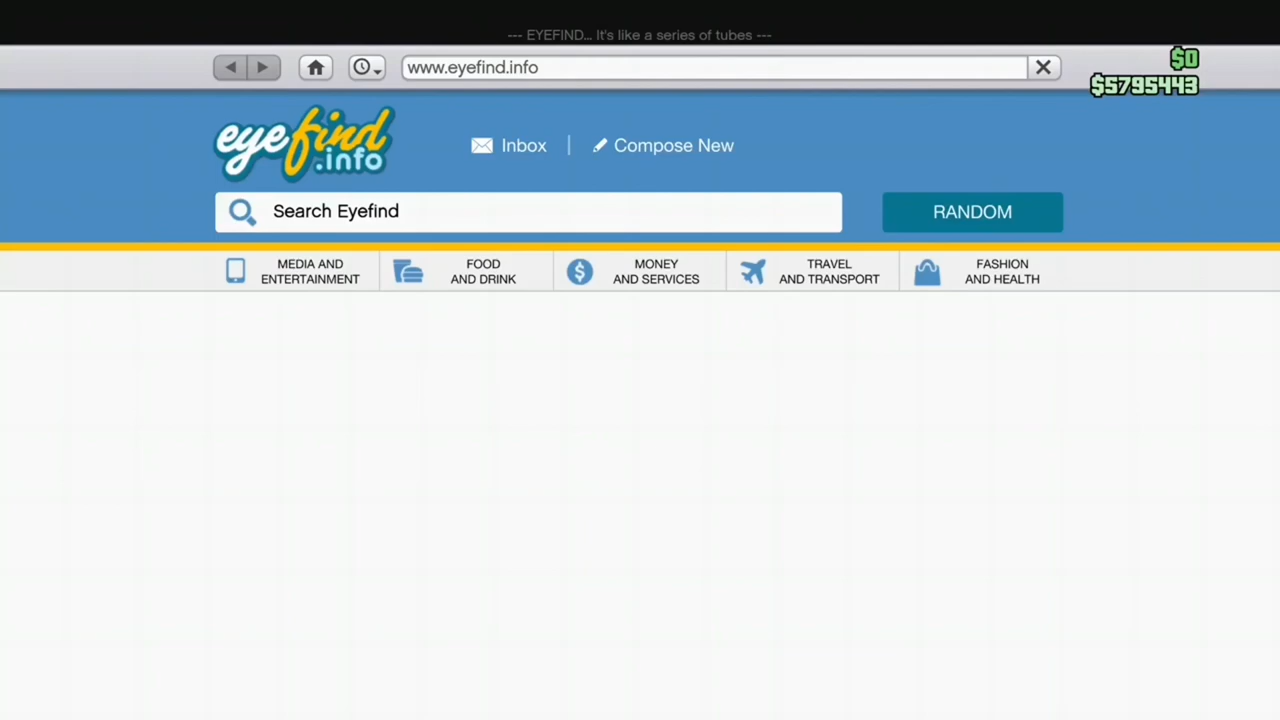 --- EYEFIND... It's like a series of tubes ---
www.eyefind.info
$0
$5795443
eyefind
.info
Inbox
Compose New
Search Eyefind
RANDOM
MEDIA AND
ENTERTAINMENT
FOOD
AND DRINK
MONEY
AND SERVICES
TRAVEL
AND TRANSPORT
FASHION
AND HEALTH